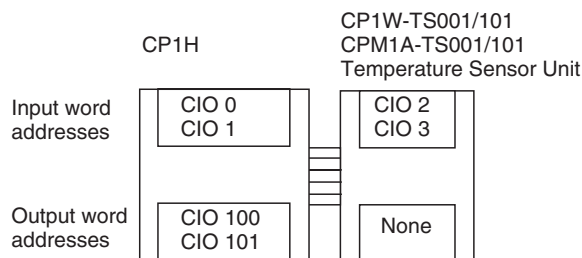 CP1W-TS001/101
CPM1A-TS001/101
CP1H
Temperature Sensor Unit
Input word
addresses
CIO 0
CIO 1
CIO 2
CIO 3
Output word
addresses
CIO 100
CIO 101
None